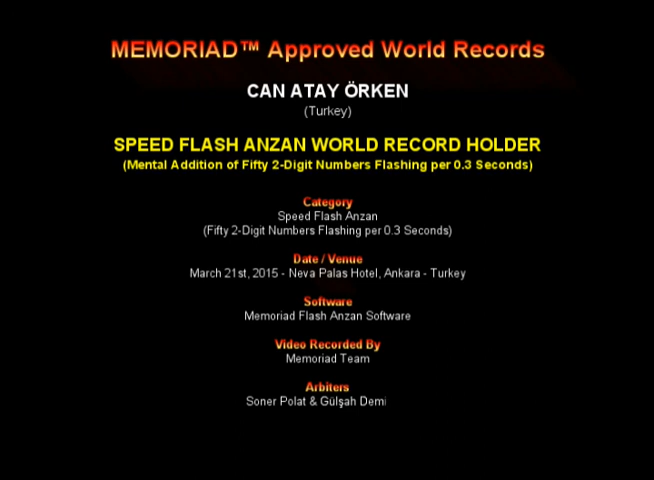 MEMORIAD™ Approved World Records
CAN ATAY ÖRKEN
(Turkey)
SPEED FLASH ANZAN WORLD RECORD HOLDER
(Mental Addition of Fifty 2-Digit Numbers Flashing per 0.3 Seconds)
Category
Speed Flash Anzan
(Fifty 2-Digit Numbers Flashing per 0.3 Seconds)
Date / Venue
March 21st, 2015 - Neva Palas Hotel, Ankara - Turkey
Software
Memoriad Flash Anzan Software
Video Recorded By
Memoriad Team
Arbiters
Soner Polat & Gülşah Demi